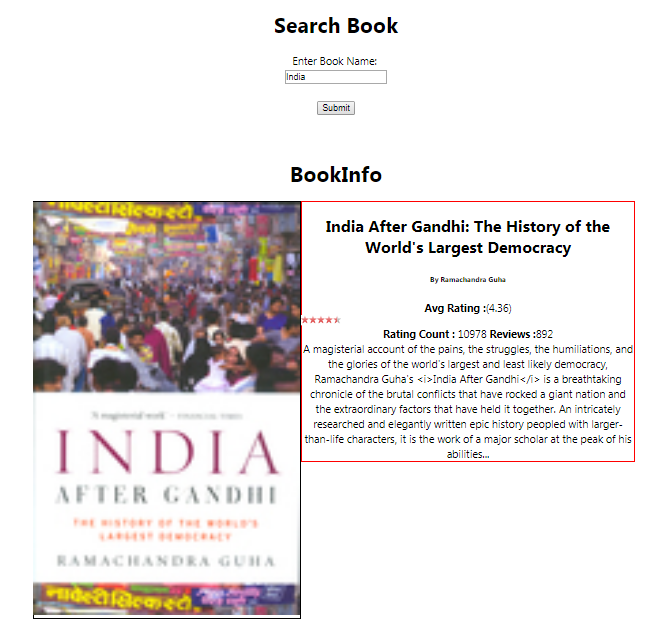 Search Book
Enter Book Name:
India
Submit
BookInfo
नावेल्टी सिल्क स्टो.
"A magisterial work" — FINANCIAL TIMES
INDIA
AFTER GANDHI
THE HISTORY OF THE WORLD'S
LARGEST DEMOCRACY
RAMACHANDRA GUHA
नावेल्टी सिल्क स्टो.
India After Gandhi: The History of the
World's Largest Democracy
By Ramachandra Guha
Avg Rating :(4.36)
Rating Count : 10978 Reviews :892
A magisterial account of the pains, the struggles, the humiliations, and
the glories of the world's largest and least likely democracy,
Ramachandra Guha's <i>India After Gandhi</i> is a breathtaking
chronicle of the brutal conflicts that have rocked a giant nation and
the extraordinary factors that have held it together. An intricately
researched and elegantly written epic history peopled with larger-
than-life characters, it is the work of a major scholar at the peak of his
abilities...